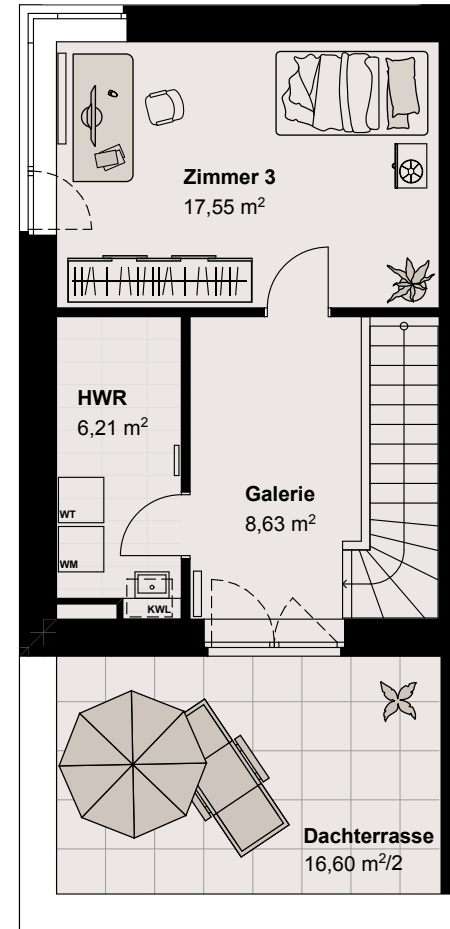 Zimmer 3
17,55 m²
HWR
6,21 m²
Galerie
8,63 m²
WT
WM
KWL
Dachterrasse
16,60 m²/2